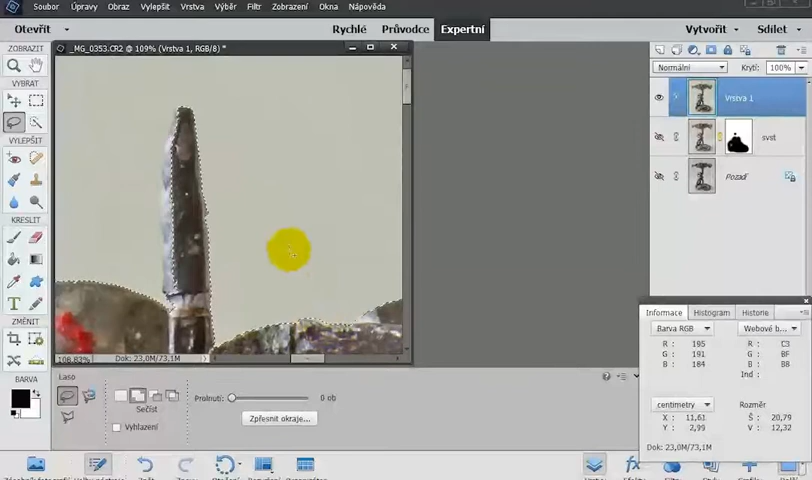 Soubor Úpravy Obraz Vylepšit Vrstva Výběr Filtr Zobrazení Okna Nápověda
Otevřít Rychlé Průvodce Expertní Vytvořit Sdílet
ZOBRAZIT
_MG_0353.CR2 @ 109% (Vrstva 1, RGB/8) *
Normální Krytí: 100%
VYBRAT
Vrstva 1
VYLEPŠIT
svst
Pozadí
KRESLIT
Informace Histogram Historie
ZMĚNIT
Barva RGB Webové b...
R : 195 R : C3
G : 191 G : BF
B : 184 B : B8
Ind :
108,83% Dok: 23,0M/73,1M
BARVA
Laso
centimetry Rozměr
X : 11,61 Š : 20,79
Y : 2,99 V : 12,32
Prolnutí: 0 ob
Sečíst
Zpřesnit okraje...
Vyhlazení
Dok: 23,0M/73,1M
fx